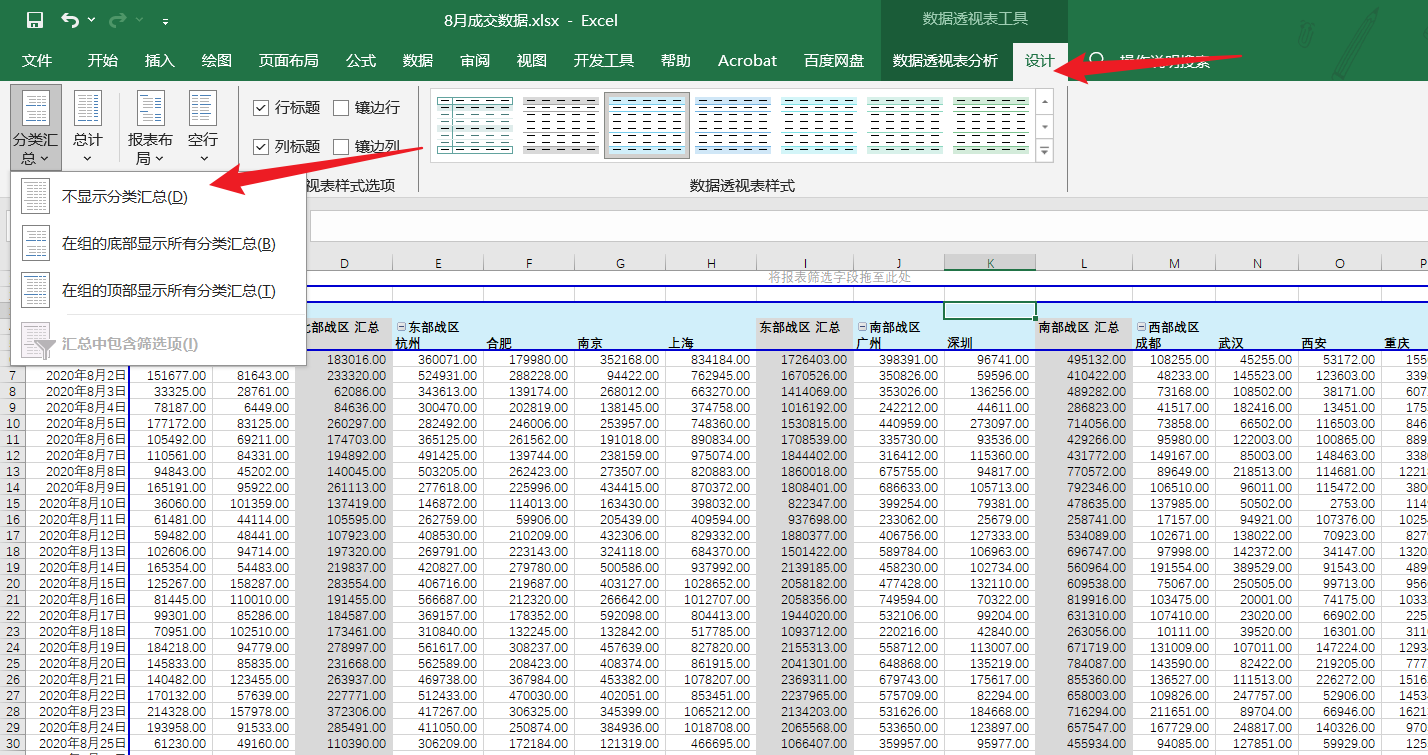 8月成交数据.xlsx - Excel
数据透视表工具
文件 开始 插入 绘图 页面布局 公式 数据 审阅 视图 开发工具 帮助 Acrobat 百度网盘 数据透视表分析 设计 操作说明搜索
分类汇总 总计 报表布局 空行
行标题 镶边行
列标题 镶边列
视表样式选项 数据透视表样式
不显示分类汇总(D)
在组的底部显示所有分类汇总(B)
在组的顶部显示所有分类汇总(T)
汇总中包含筛选项(I)
D E F G H I J K L M N O P
将报表筛选字段拖至此处
部战区 汇总 东部战区 东部战区 汇总 南部战区 南部战区 汇总 西部战区
杭州 合肥 南京 上海 广州 深圳 成都 武汉 西安 重庆
183016.00 360071.00 179980.00 352168.00 834184.00 1726403.00 398391.00 96741.00 495132.00 108255.00 45255.00 53172.00 155
7 2020年8月2日 151677.00 81643.00 233320.00 524931.00 288228.00 94422.00 762945.00 1670526.00 350826.00 59596.00 410422.00 48233.00 145523.00 123603.00 339
8 2020年8月3日 33325.00 28761.00 62086.00 343613.00 139174.00 268012.00 663270.00 1414069.00 353026.00 136256.00 489282.00 73168.00 108502.00 38171.00 607
9 2020年8月4日 78187.00 6449.00 84636.00 300470.00 202819.00 138145.00 374758.00 1016192.00 242212.00 44611.00 286823.00 41517.00 182416.00 13451.00 175
10 2020年8月5日 177172.00 83125.00 260297.00 282492.00 246006.00 253957.00 748360.00 1530815.00 440959.00 273097.00 714056.00 73858.00 66502.00 116503.00 846
11 2020年8月6日 105492.00 69211.00 174703.00 365125.00 261562.00 191018.00 890834.00 1708539.00 335730.00 93536.00 429266.00 95980.00 122003.00 100865.00 889
12 2020年8月7日 110561.00 84331.00 194892.00 491425.00 139744.00 238159.00 975074.00 1844402.00 316412.00 115360.00 431772.00 149167.00 85003.00 148463.00 338
13 2020年8月8日 94843.00 45202.00 140045.00 503205.00 262423.00 273507.00 820883.00 1860018.00 675755.00 94817.00 770572.00 89649.00 218513.00 114681.00 1221
14 2020年8月9日 165191.00 95922.00 261113.00 277618.00 225996.00 434415.00 870372.00 1808401.00 686633.00 105713.00 792346.00 106510.00 96011.00 115472.00 380
15 2020年8月10日 36060.00 101359.00 137419.00 146872.00 114013.00 163430.00 398032.00 822347.00 399254.00 79381.00 478635.00 137985.00 50502.00 2753.00 114
16 2020年8月11日 61481.00 44114.00 105595.00 262759.00 59906.00 205439.00 409594.00 937698.00 233062.00 25679.00 258741.00 17157.00 94921.00 107376.00 1025
17 2020年8月12日 59482.00 48441.00 107923.00 408530.00 210209.00 432306.00 829332.00 1880377.00 406756.00 127333.00 534089.00 102671.00 138022.00 70923.00 827
18 2020年8月13日 102606.00 94714.00 197320.00 269791.00 223143.00 324118.00 684370.00 1501422.00 589784.00 106963.00 696747.00 97998.00 142372.00 34147.00 1320
19 2020年8月14日 165354.00 54483.00 219837.00 420827.00 279780.00 500586.00 937992.00 2139185.00 458230.00 102734.00 560964.00 191554.00 389529.00 91543.00 489
20 2020年8月15日 125267.00 158287.00 283554.00 406716.00 219687.00 403127.00 1028652.00 2058182.00 477428.00 132110.00 609538.00 75067.00 250505.00 99713.00 956
21 2020年8月16日 81445.00 110010.00 191455.00 566687.00 212320.00 266642.00 1012707.00 2058356.00 749594.00 70322.00 819916.00 103475.00 20001.00 74175.00 1033
22 2020年8月17日 99301.00 85286.00 184587.00 369157.00 178352.00 592098.00 804413.00 1944020.00 532106.00 99204.00 631310.00 107410.00 23020.00 66902.00 225
23 2020年8月18日 70951.00 102510.00 173461.00 310840.00 132245.00 132842.00 517785.00 1093712.00 220216.00 42840.00 263056.00 10111.00 39520.00 16301.00 311
24 2020年8月19日 184218.00 94779.00 278997.00 561617.00 308237.00 457639.00 827820.00 2155313.00 558712.00 113007.00 671719.00 131009.00 107011.00 147224.00 1293
25 2020年8月20日 145833.00 85835.00 231668.00 562589.00 208423.00 408374.00 861915.00 2041301.00 648868.00 135219.00 784087.00 143590.00 82422.00 219205.00 777
26 2020年8月21日 140482.00 123455.00 263937.00 469738.00 367984.00 453382.00 1078207.00 2369311.00 679743.00 175617.00 855360.00 136527.00 111513.00 226272.00 1516
27 2020年8月22日 170132.00 57639.00 227771.00 512433.00 470030.00 402051.00 853451.00 2237965.00 575709.00 82294.00 658003.00 109826.00 247757.00 52906.00 1453
28 2020年8月23日 214328.00 157978.00 372306.00 417267.00 306325.00 345399.00 1065212.00 2134203.00 531626.00 184668.00 716294.00 211651.00 89704.00 66946.00 1621
29 2020年8月24日 193958.00 91533.00 285491.00 411050.00 250874.00 384936.00 1018708.00 2065568.00 533650.00 123897.00 657547.00 167729.00 248817.00 140326.00 970
30 2020年8月25日 61230.00 49160.00 110390.00 306209.00 172184.00 121319.00 466695.00 1066407.00 359957.00 95977.00 455934.00 94085.00 127851.00 59929.00 125